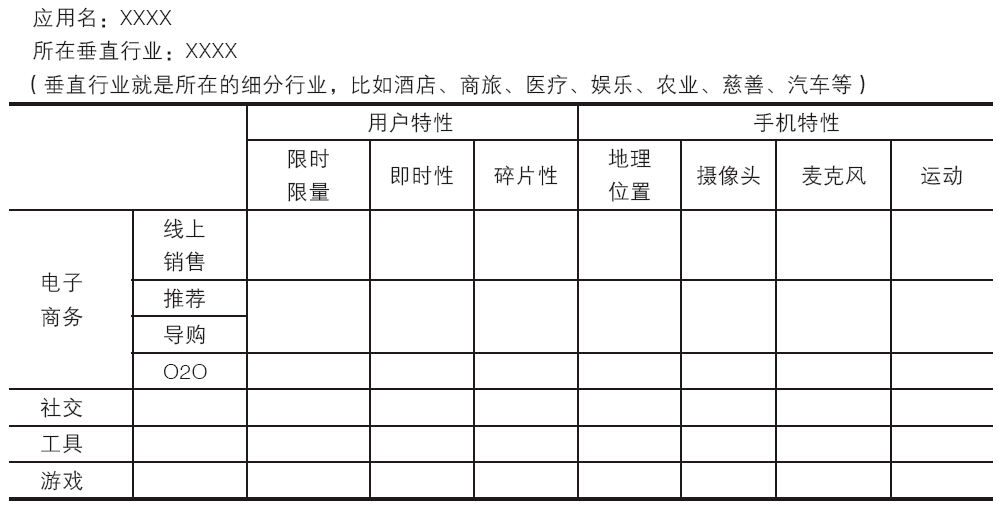 应用名：XXXX
所在垂直行业：XXXX
（垂直行业就是所在的细分行业，比如酒店、商旅、医疗、娱乐、农业、慈善、汽车等）
用户特性 手机特性
限时
限量
即时性
碎片性
地理
位置
摄像头
麦克风
运动
电子
商务
线上
销售
推荐
导购
O2O
社交
工具
游戏